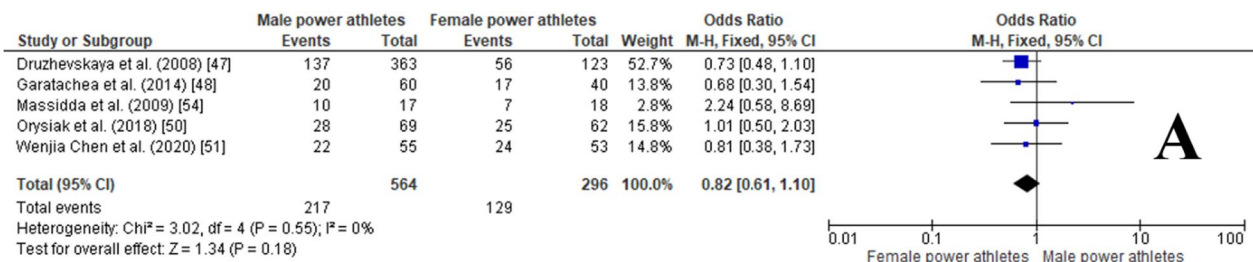 Male power athletes Female power athletes Odds Ratio Odds Ratio
Study or Subgroup Events Total Events Total Weight M-H, Fixed, 95% CI M-H, Fixed, 95% CI
Druzhevskaya et al. (2008) [47] 137 363 56 123 52.7% 0.73 [0.48, 1.10]
Garatachea et al. (2014) [48] 20 60 17 40 13.8% 0.68 [0.30, 1.54]
Massidda et al. (2009) [54] 10 17 7 18 2.8% 2.24 [0.58, 8.69]
Orysiak et al. (2018) [50] 28 69 25 62 15.8% 1.01 [0.50, 2.03]
Wenjia Chen et al. (2020) [51] 22 55 24 53 14.8% 0.81 [0.38, 1.73]
A
Total (95% CI) 564 296 100.0% 0.82 [0.61, 1.10]
Total events 217 129
Heterogeneity: Chi² = 3.02, df = 4 (P = 0.55); I² = 0%
Test for overall effect: Z = 1.34 (P = 0.18)
0.01 0.1 1 10 100
Female power athletes Male power athletes